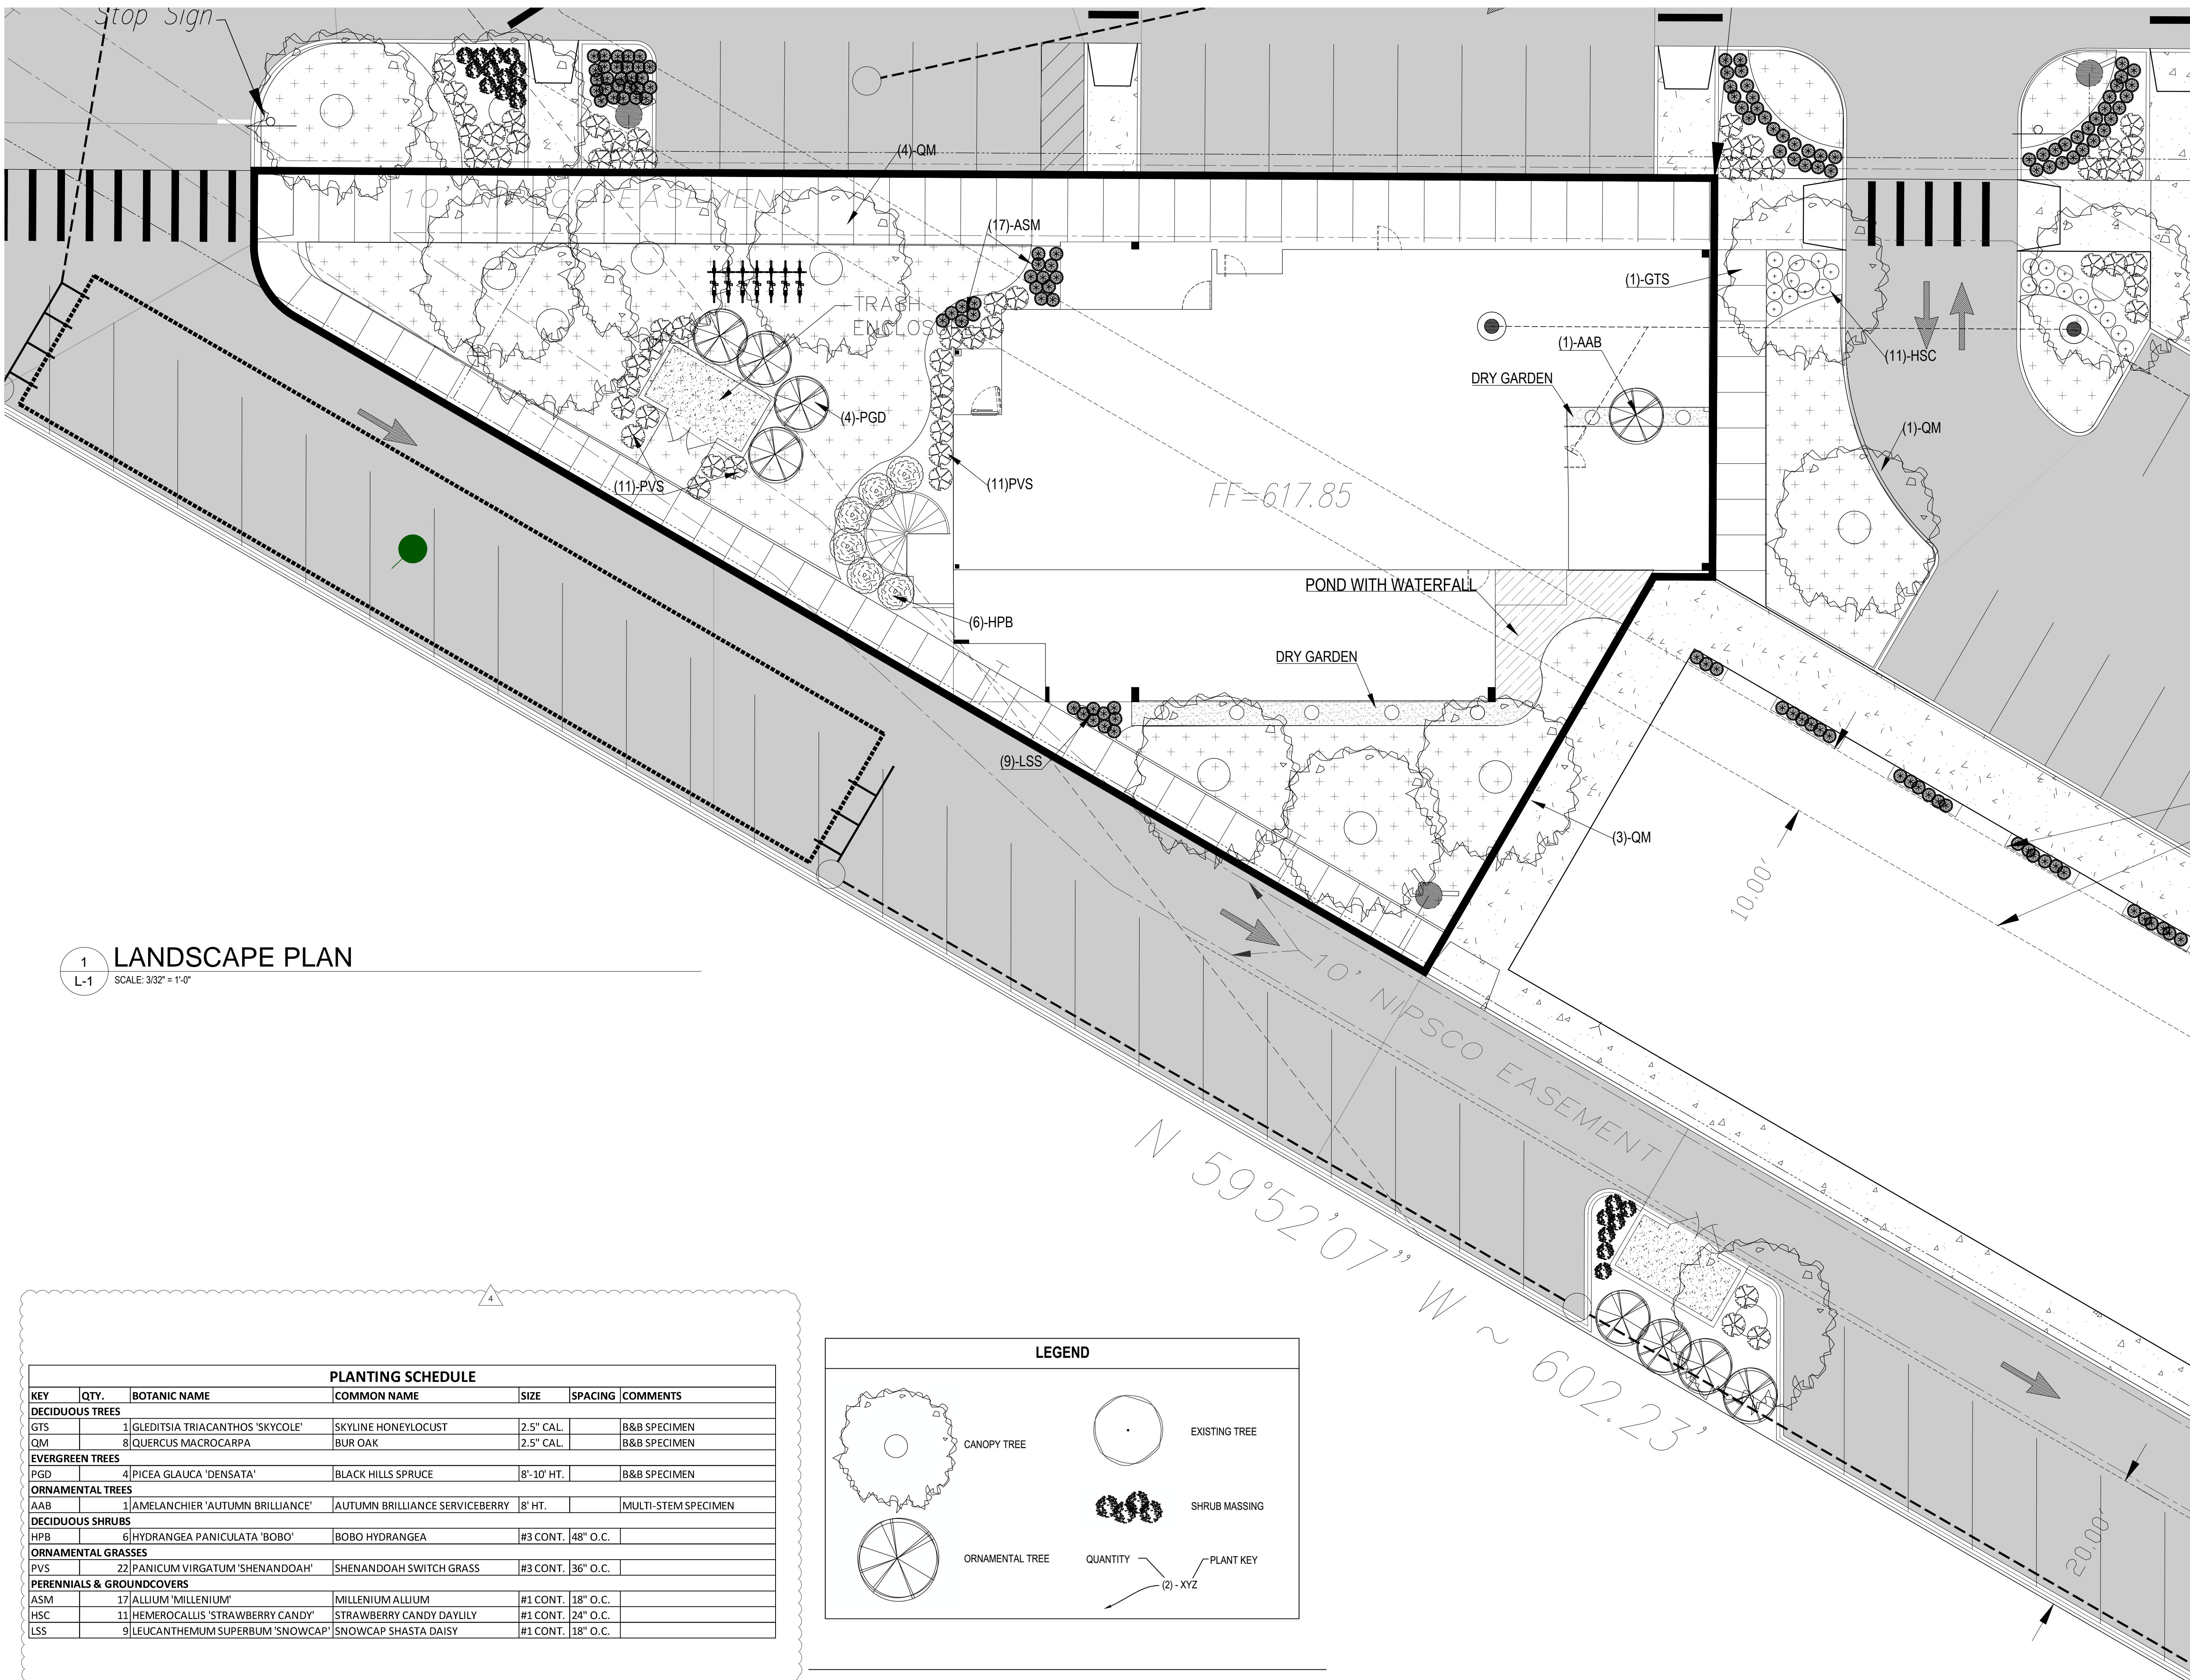 Stop Sign
(4)-QM
10' NIPSCO EASEMENT
(17)-ASM
(1)-GTS
TRASH
ENCLOS
(1)-AAB
DRY GARDEN
(11)-HSC
(4)-PGD
(1)-QM
(11)-PVS
(11)PVS
FF=617.85
POND WITH WATERFALL
(6)-HPB
DRY GARDEN
(9)-LSS
(3)-QM
10.00'
1
L-1
LANDSCAPE PLAN
SCALE: 3/32" = 1'-0"
10' NIPSCO EASEMENT
N 59°52'07" W ~ 602.23'
20.00'
4
PLANTING SCHEDULE
KEY QTY. BOTANIC NAME COMMON NAME SIZE SPACING COMMENTS
DECIDUOUS TREES
GTS 1 GLEDITSIA TRIACANTHOS 'SKYCOLE' SKYLINE HONEYLOCUST 2.5" CAL. B&B SPECIMEN
QM 8 QUERCUS MACROCARPA BUR OAK 2.5" CAL. B&B SPECIMEN
EVERGREEN TREES
PGD 4 PICEA GLAUCA 'DENSATA' BLACK HILLS SPRUCE 8'-10' HT. B&B SPECIMEN
ORNAMENTAL TREES
AAB 1 AMELANCHIER 'AUTUMN BRILLIANCE' AUTUMN BRILLIANCE SERVICEBERRY 8' HT. MULTI-STEM SPECIMEN
DECIDUOUS SHRUBS
HPB 6 HYDRANGEA PANICULATA 'BOBO' BOBO HYDRANGEA #3 CONT. 48" O.C.
ORNAMENTAL GRASSES
PVS 22 PANICUM VIRGATUM 'SHENANDOAH' SHENANDOAH SWITCH GRASS #3 CONT. 36" O.C.
PERENNIALS & GROUNDCOVERS
ASM 17 ALLIUM 'MILLENIUM' MILLENIUM ALLIUM #1 CONT. 18" O.C.
HSC 11 HEMEROCALLIS 'STRAWBERRY CANDY' STRAWBERRY CANDY DAYLILY #1 CONT. 24" O.C.
LSS 9 LEUCANTHEMUM SUPERBUM 'SNOWCAP' SNOWCAP SHASTA DAISY #1 CONT. 18" O.C.
LEGEND
CANOPY TREE
EXISTING TREE
SHRUB MASSING
ORNAMENTAL TREE
QUANTITY
PLANT KEY
(2) - XYZ